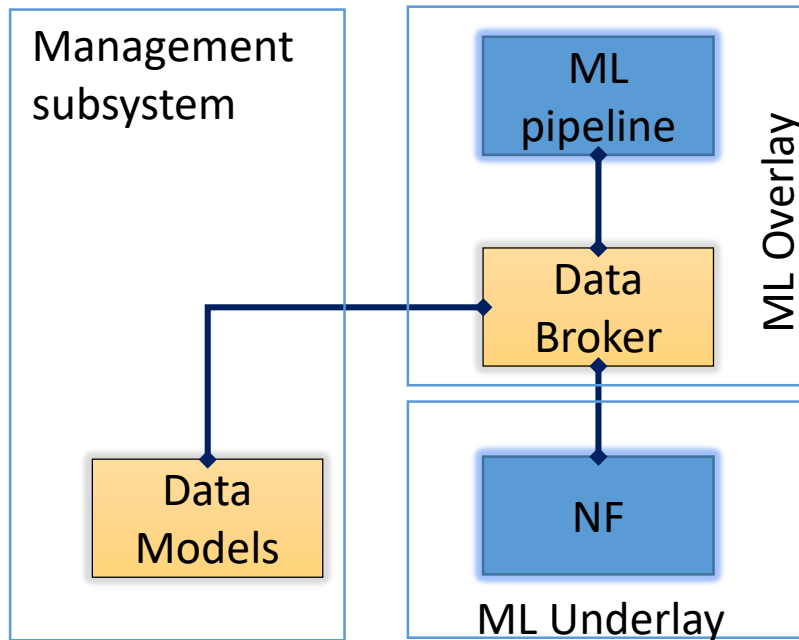 Management
subsystem
ML
pipeline
ML Overlay
Data
Broker
Data
Models
NF
ML Underlay